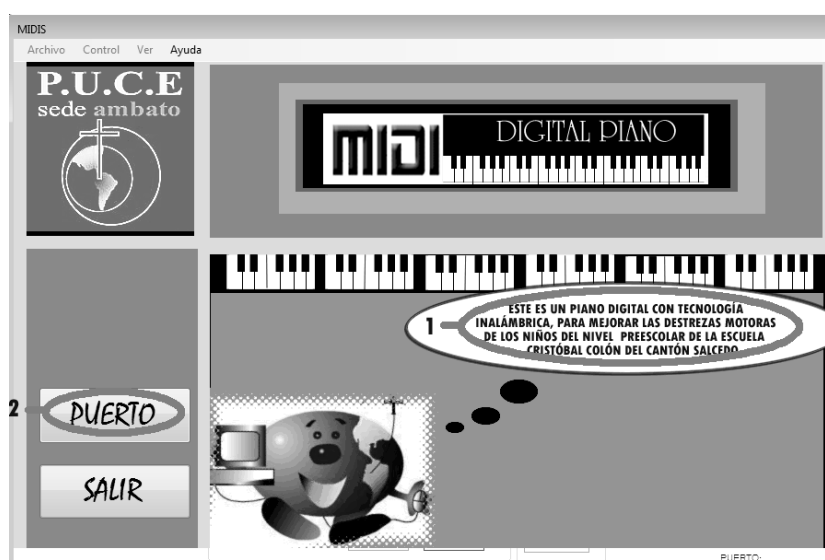 MIDIS
Archivo Control Ver Ayuda
P.U.C.E
sede ambato
MIDI
DIGITAL PIANO
1
ESTE ES UN PIANO DIGITAL CON TECNOLOGÍA
INALÁMBRICA, PARA MEJORAR LAS DESTREZAS MOTORAS
DE LOS NIÑOS DEL NIVEL PREESCOLAR DE LA ESCUELA
CRISTÓBAL COLÓN DEL CANTÓN SALCEDO
2
PUERTO
SALIR
PUERTO: